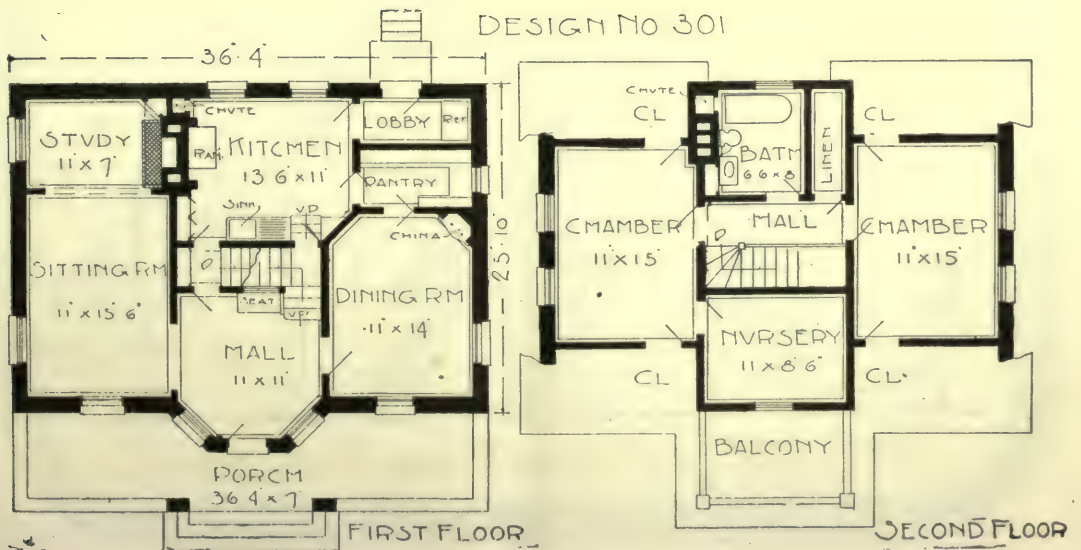 DESIGN NO 301
36' 4"
CHUTE
STUDY
11' x 7'
RAN.
KITCHEN
13' 6" x 11'
LOBBY
REF
PANTRY
SINK
UP
CHINA
25' 10"
SITTING RM
11' x 15' 6"
D
SEAT
UP
DINING RM
11' x 14'
HALL
11' x 11'
PORCH
36' 4" x 7'
FIRST FLOOR
CHUTE
CL
BATH
6' 6" x 8'
LINEN
CL
CHAMBER
11' x 15'
HALL
D
CHAMBER
11' x 15'
NURSERY
11' x 8' 6"
CL
CL.
BALCONY
SECOND FLOOR